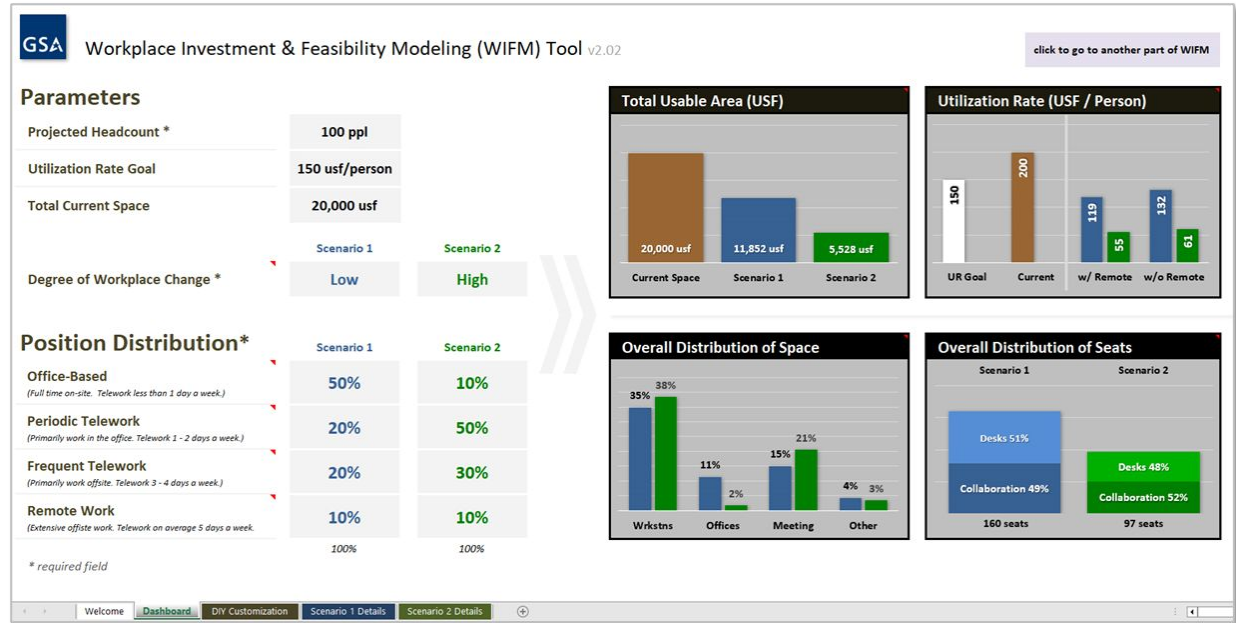 GSA
Workplace Investment & Feasibility Modeling (WIFM) Tool v2.02
click to go to another part of WIFM
Parameters
Projected Headcount * 100 ppl
Utilization Rate Goal 150 usf/person
Total Current Space 20,000 usf
Scenario 1 Scenario 2
Degree of Workplace Change * Low High
Position Distribution*
Scenario 1 Scenario 2
Office-Based 50% 10%
(Full time on-site. Telework less than 1 day a week.)
Periodic Telework 20% 50%
(Primarily work in the office. Telework 1 - 2 days a week.)
Frequent Telework 20% 30%
(Primarily work offsite. Telework 3 - 4 days a week.)
Remote Work 10% 10%
(Extensive offiste work. Telework on average 5 days a week.
100% 100%
* required field
Total Usable Area (USF)
20,000 usf 11,852 usf 5,528 usf
Current Space Scenario 1 Scenario 2
Utilization Rate (USF / Person)
150 200 119 55 132 61
UR Goal Current w/ Remote w/o Remote
Overall Distribution of Space
35% 38% 11% 2% 15% 21% 4% 3%
Wrkstns Offices Meeting Other
Overall Distribution of Seats
Scenario 1 Scenario 2
Desks 51% Desks 48%
Collaboration 49% Collaboration 52%
160 seats 97 seats
Welcome Dashboard DIY Customization Scenario 1 Details Scenario 2 Details